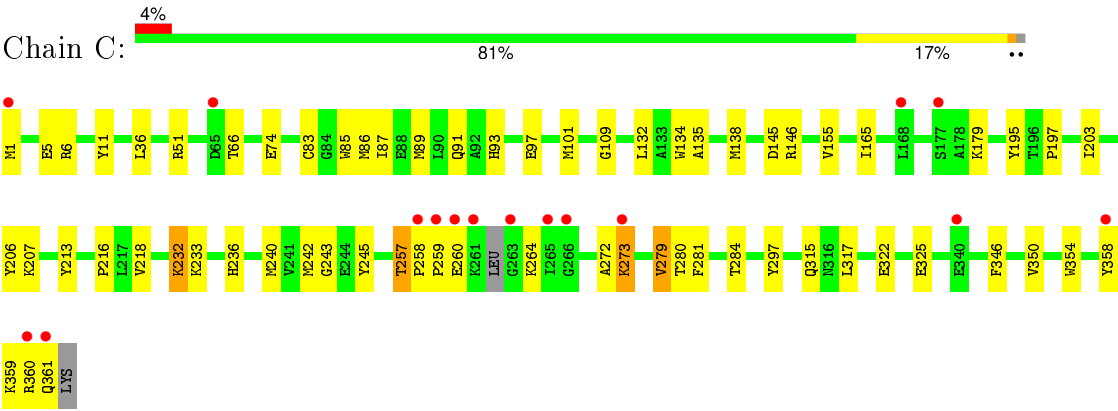 4%
Chain C:
81%
17%
••
M1 E5 R6 Y11 L36 R51 D65 T66 E74 C83 G84 W85 M86 I87 E88 M89 L90 Q91 A92 H93 E97 M101 G109 L132 A133 W134 A135 M138 D145 R146 V155 I165 L168 S177 A178 K179 Y195 T196 P197 I203
Y206 K207 Y213 P216 L217 V218 K232 K233 H236 M240 V241 M242 G243 E244 Y245 T257 P258 P259 E260 K261 LEU G263 K264 I265 G266 A272 K273 V279 T280 F281 T284 Y297 Q315 N316 L317 E322 E325 E340 F346 V350 W354 Y358
K359 R360 Q361 LYS